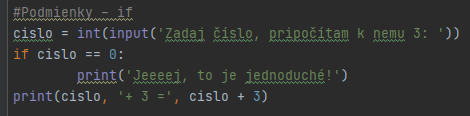 #Podmienky - if
cislo = int(input('Zadaj číslo, pripočítam k nemu 3: '))
if cislo == 0:
        print('Jeeeej, to je jednoduché!')
print(cislo, '+ 3 =', cislo + 3)